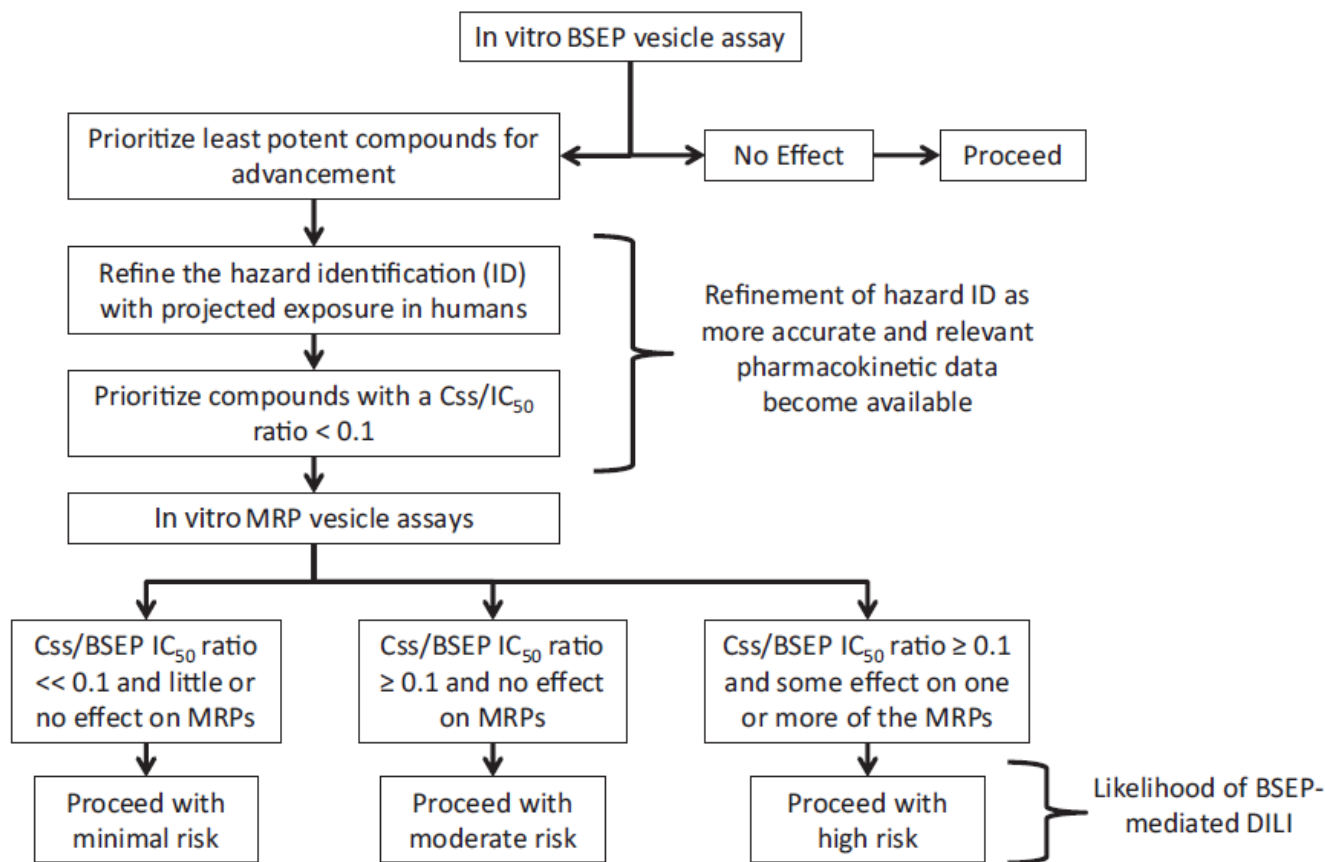 In vitro BSEP vesicle assay
Prioritize least potent compounds for
advancement
No Effect
Proceed
Refine the hazard identification (ID)
with projected exposure in humans
Prioritize compounds with a Css/IC₅₀
ratio < 0.1
Refinement of hazard ID as
more accurate and relevant
pharmacokinetic data
become available
In vitro MRP vesicle assays
Css/BSEP IC₅₀ ratio
<< 0.1 and little or
no effect on MRPs
Css/BSEP IC₅₀ ratio
≥ 0.1 and no effect
on MRPs
Css/BSEP IC₅₀ ratio ≥ 0.1
and some effect on one
or more of the MRPs
Proceed with
minimal risk
Proceed with
moderate risk
Proceed with
high risk
Likelihood of BSEP-
mediated DILI